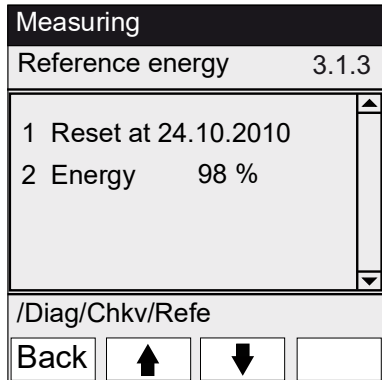 Measuring
Reference energy 3.1.3
1 Reset at 24.10.2010
2 Energy 98 %
/Diag/Chkv/Refe
Back